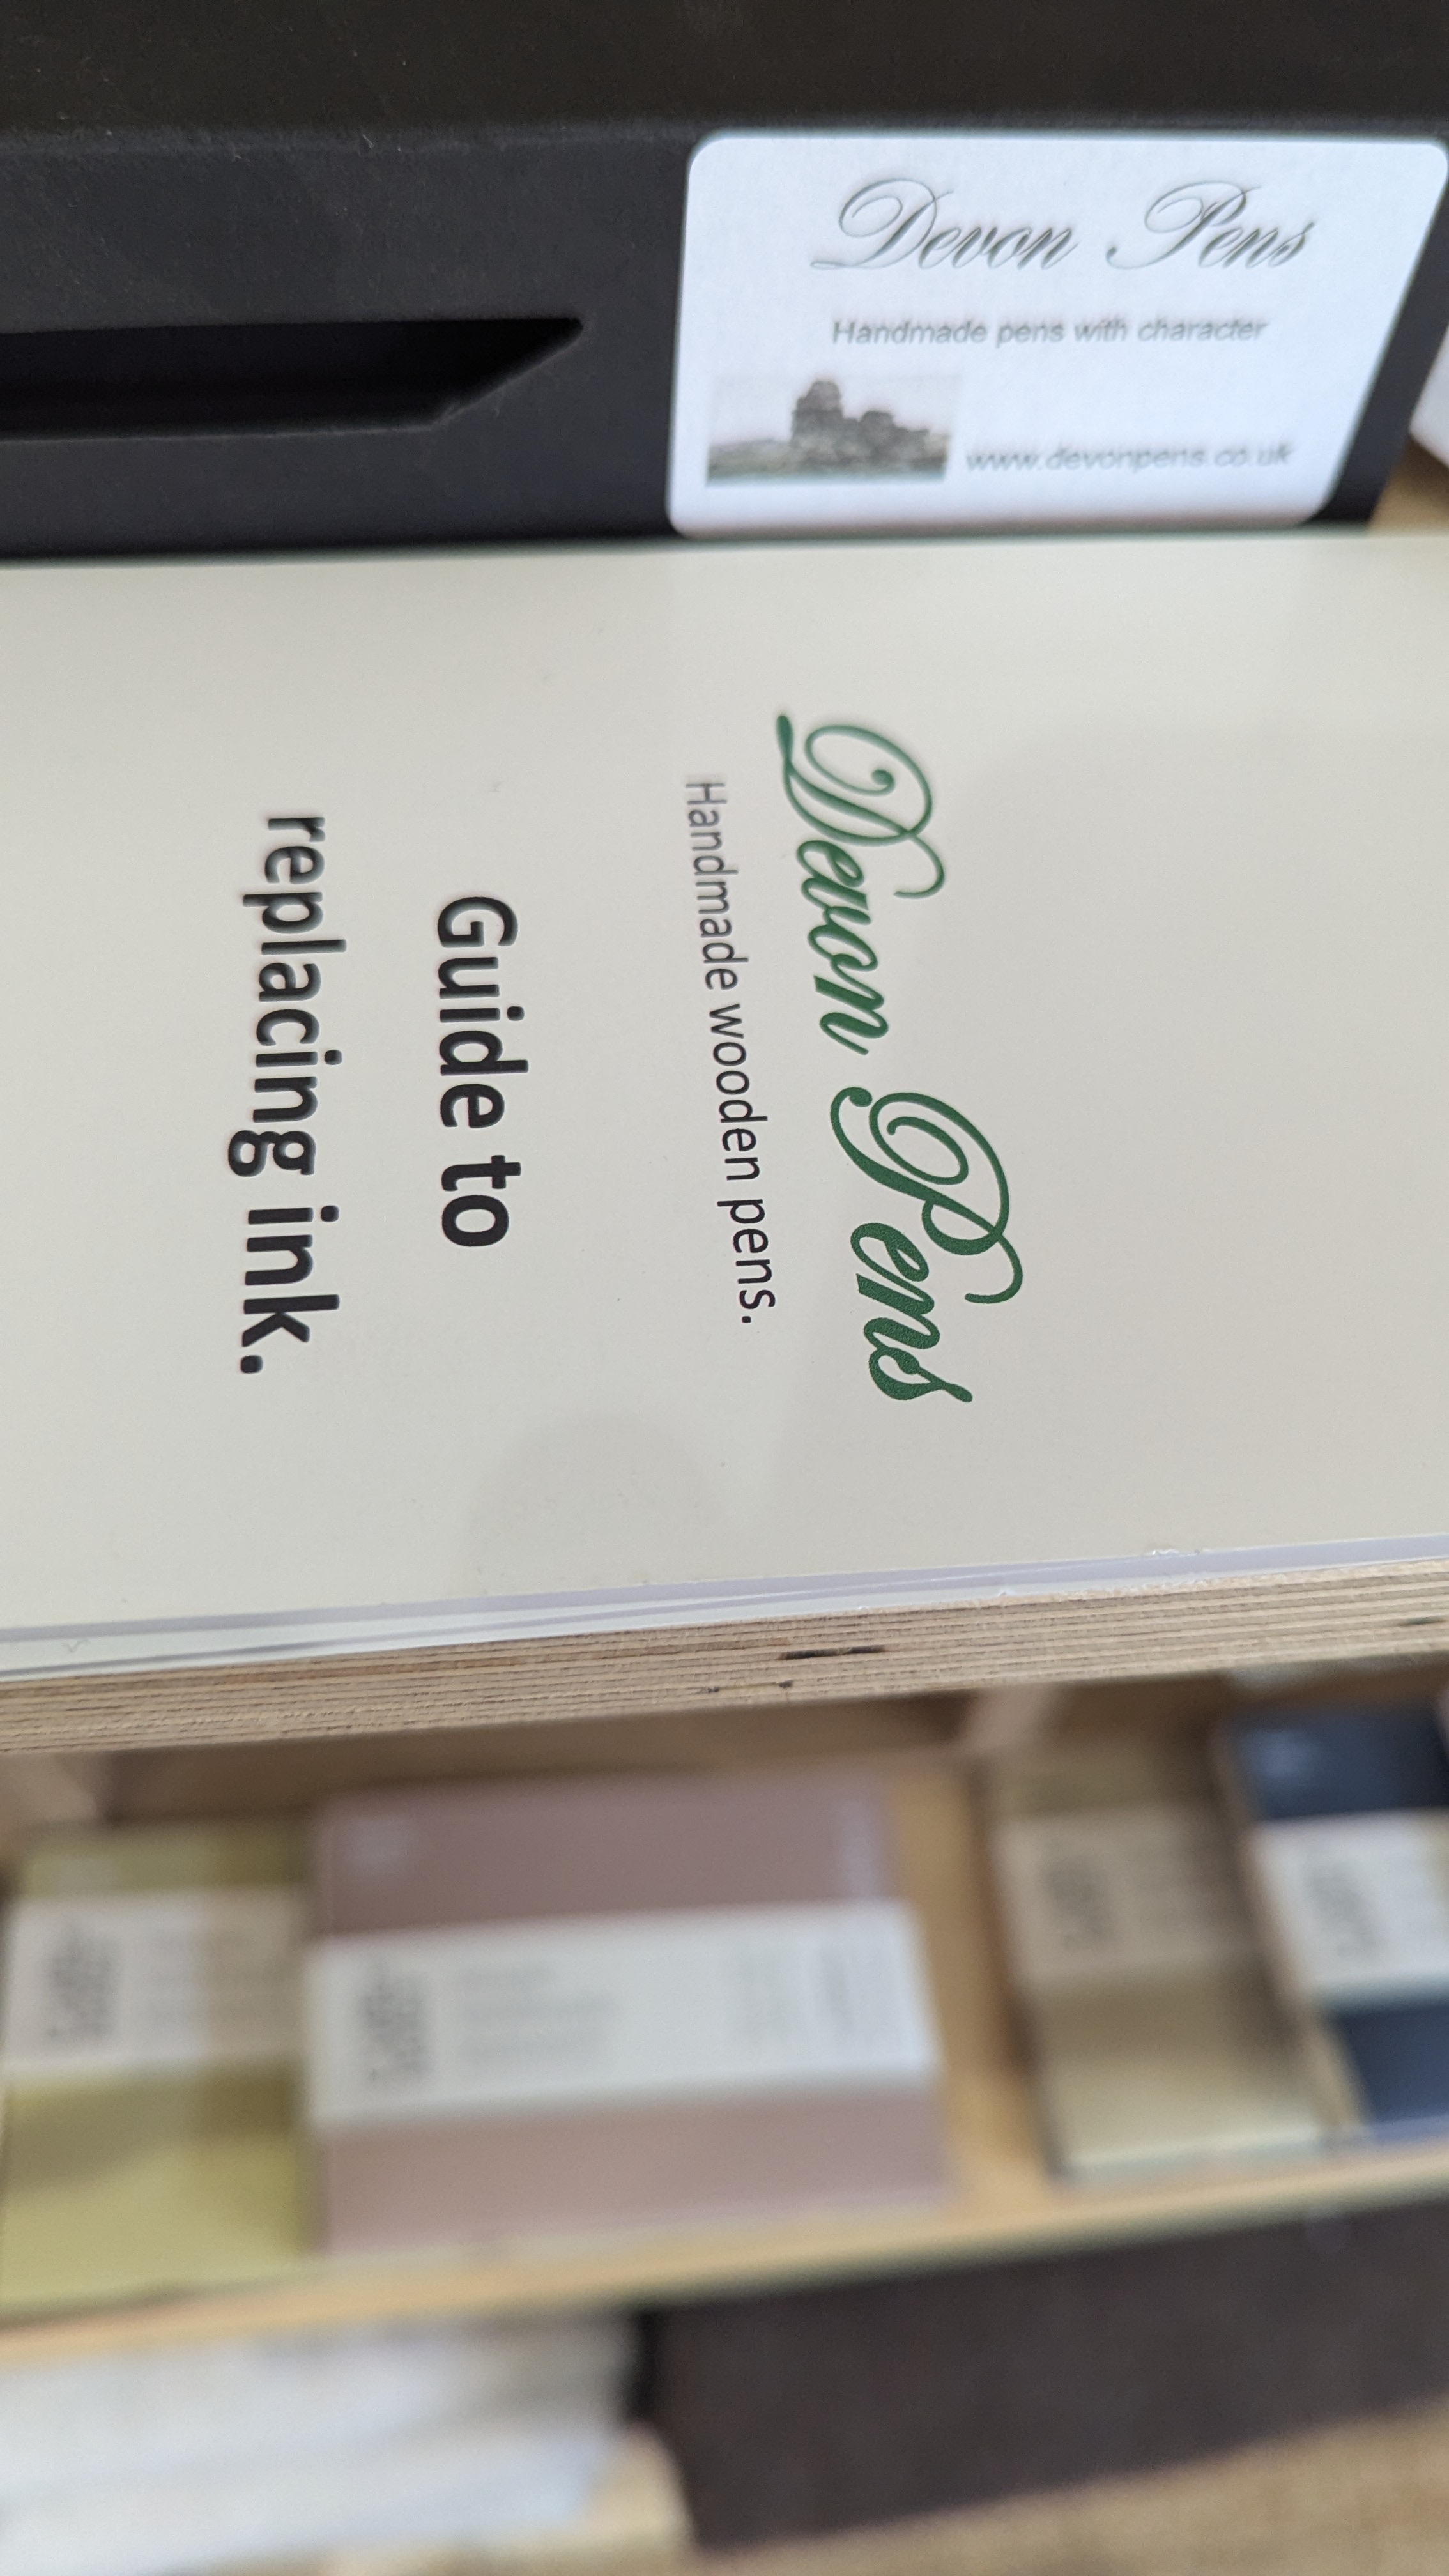 Devon Pens
Handmade pens with character
www.devonpens.co.uk
Devon Pens
Handmade wooden pens.
Guide to
replacing ink.